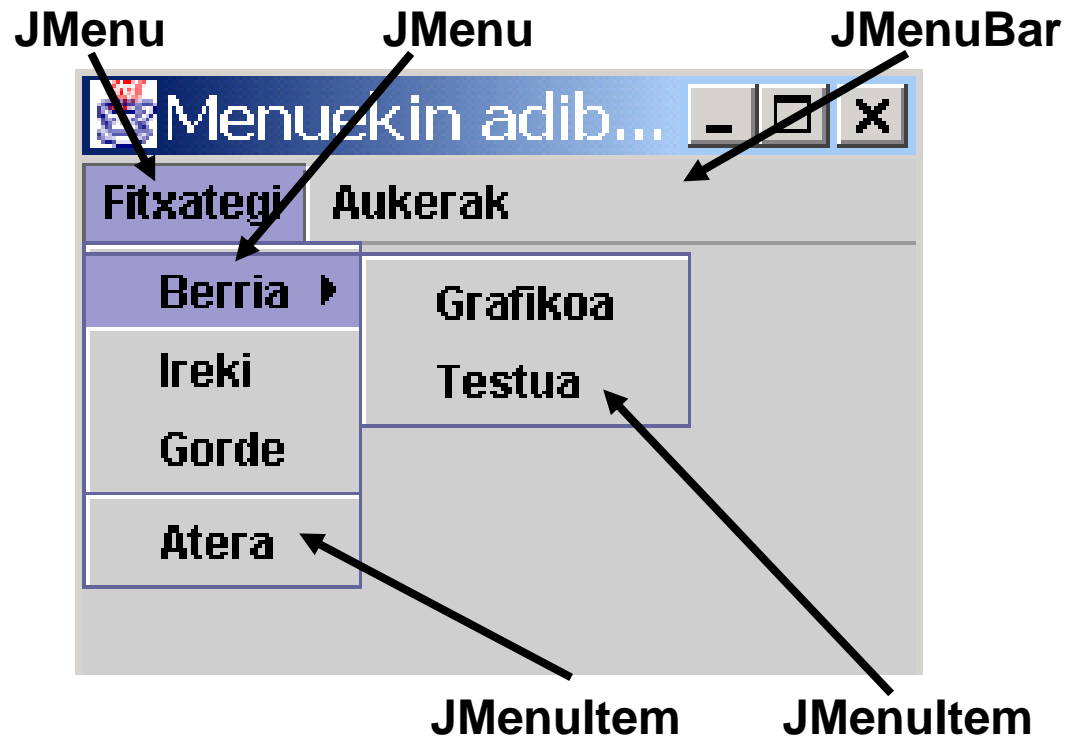 JMenu JMenu JMenuBar
Menuekin adib...
Fitxategi Aukerak
Berria Grafikoa
Ireki Testua
Gorde
Atera
JMenuItem JMenuItem